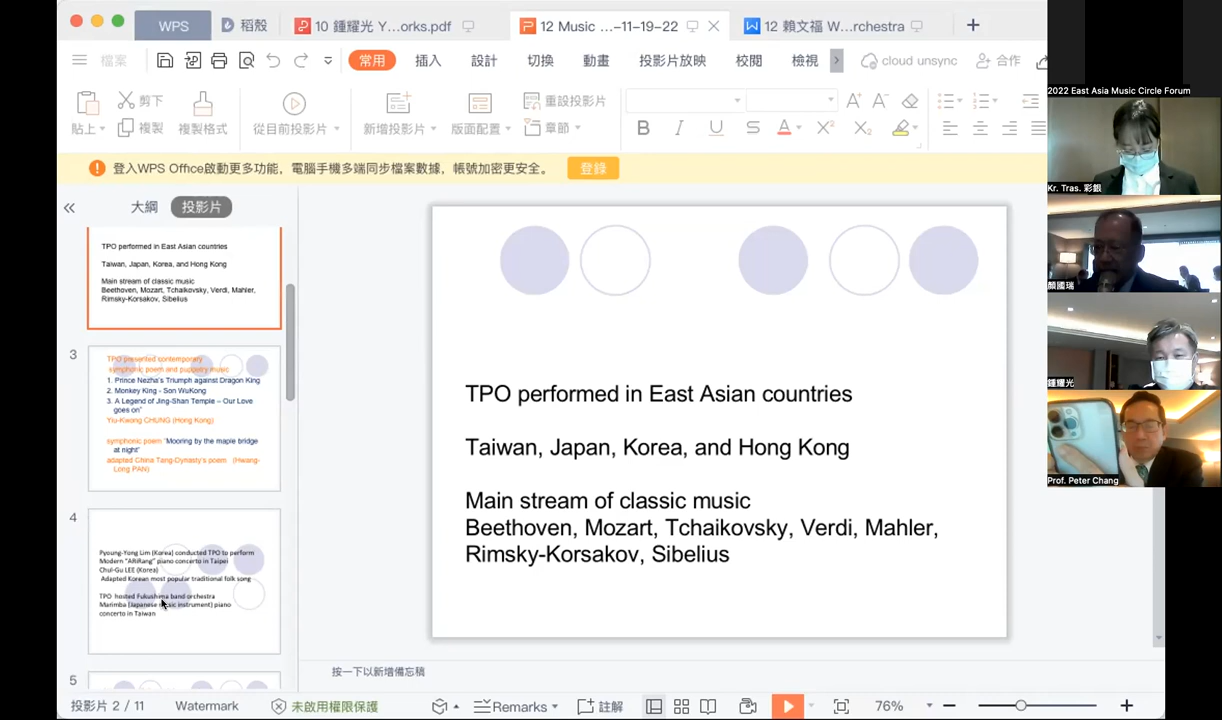 WPS
稻殼
10 鍾耀光 Y…orks.pdf
12 Music …-11-19-22
12 賴文福 W…rchestra
檔案
常用
插入
設計
切換
動畫
投影片放映
校閱
檢視
cloud unsync
合作
貼上
剪下
複製
複製格式
從目前投影片
新增投影片
版面配置
重設投影片
章節
登入WPS Office啟動更多功能，電腦手機多端同步檔案數據，帳號加密更安全。
登錄
大綱
投影片
TPO performed in East Asian countries
Taiwan, Japan, Korea, and Hong Kong
Main stream of classic music
Beethoven, Mozart, Tchaikovsky, Verdi, Mahler,
Rimsky-Korsakov, Sibelius
3
TPO presented contemporary
symphonic poem and puppetry music
1. Prince Nezha's Triumph against Dragon King
2. Monkey King - Son WuKong
3. A Legend of Jing-Shan Temple – Our Love
goes on"
Yiu-Kwong CHUNG (Hong Kong)
symphonic poem "Mooring by the maple bridge
at night"
adapted China Tang-Dynasty's poem (Hwang-
Long PAN)
4
Pyoung-Yong Lim (Korea) conducted TPO to perform
Modern "ARiRang" piano concerto in Taipei
Chul-Gu LEE (Korea)
Adapted Korean most popular traditional folk song
TPO hosted Fukushima band orchestra
Marimba (Japanese music instrument) piano
concerto in Taiwan
5
TPO performed in East Asian countries
Taiwan, Japan, Korea, and Hong Kong
Main stream of classic music
Beethoven, Mozart, Tchaikovsky, Verdi, Mahler,
Rimsky-Korsakov, Sibelius
按一下以新增備忘稿
投影片 2 / 11
Watermark
未啟用權限保護
Remarks
註解
76%
2022 East Asia Music Circle Forum
Kr. Tras. 彩銀
顏國瑞
鍾耀光
Prof. Peter Chang